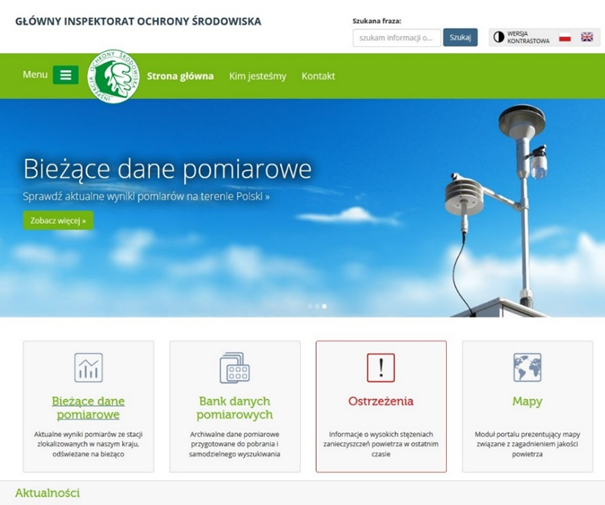 GŁÓWNY INSPEKTORAT OCHRONY ŚRODOWISKA
Szukana fraza:
szukam informacji o...
Szukaj
WERSJA
KONTRASTOWA
Menu
INSPEKCJA OCHRONY ŚRODOWISKA
Strona główna
Kim jesteśmy
Kontakt
Bieżące dane pomiarowe
Sprawdź aktualne wyniki pomiarów na terenie Polski »
Zobacz więcej »
Bieżące dane
pomiarowe
Aktualne wyniki pomiarów ze stacji
zlokalizowanych w naszym kraju,
odświeżane na bieżąco
Bank danych
pomiarowych
Archiwalne dane pomiarowe
przygotowane do pobrania i
samodzielnego wyszukiwania
Ostrzeżenia
Informacje o wysokich stężeniach
zanieczyszczeń powietrza w ostatnim
czasie
Mapy
Moduł portalu prezentujący mapy
związane z zagadnieniem jakości
powietrza
Aktualności